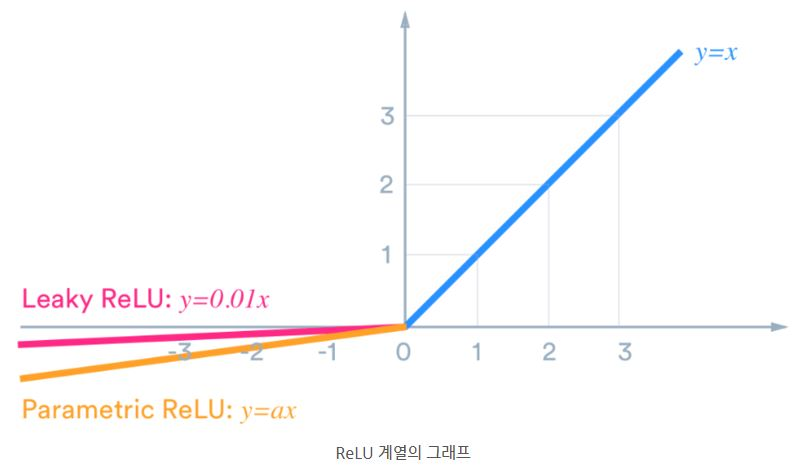 y=x
3
2
1
Leaky ReLU: y=0.01x
-3 -2 -1 0 1 2 3
Parametric ReLU: y=ax
ReLU 계열의 그래프